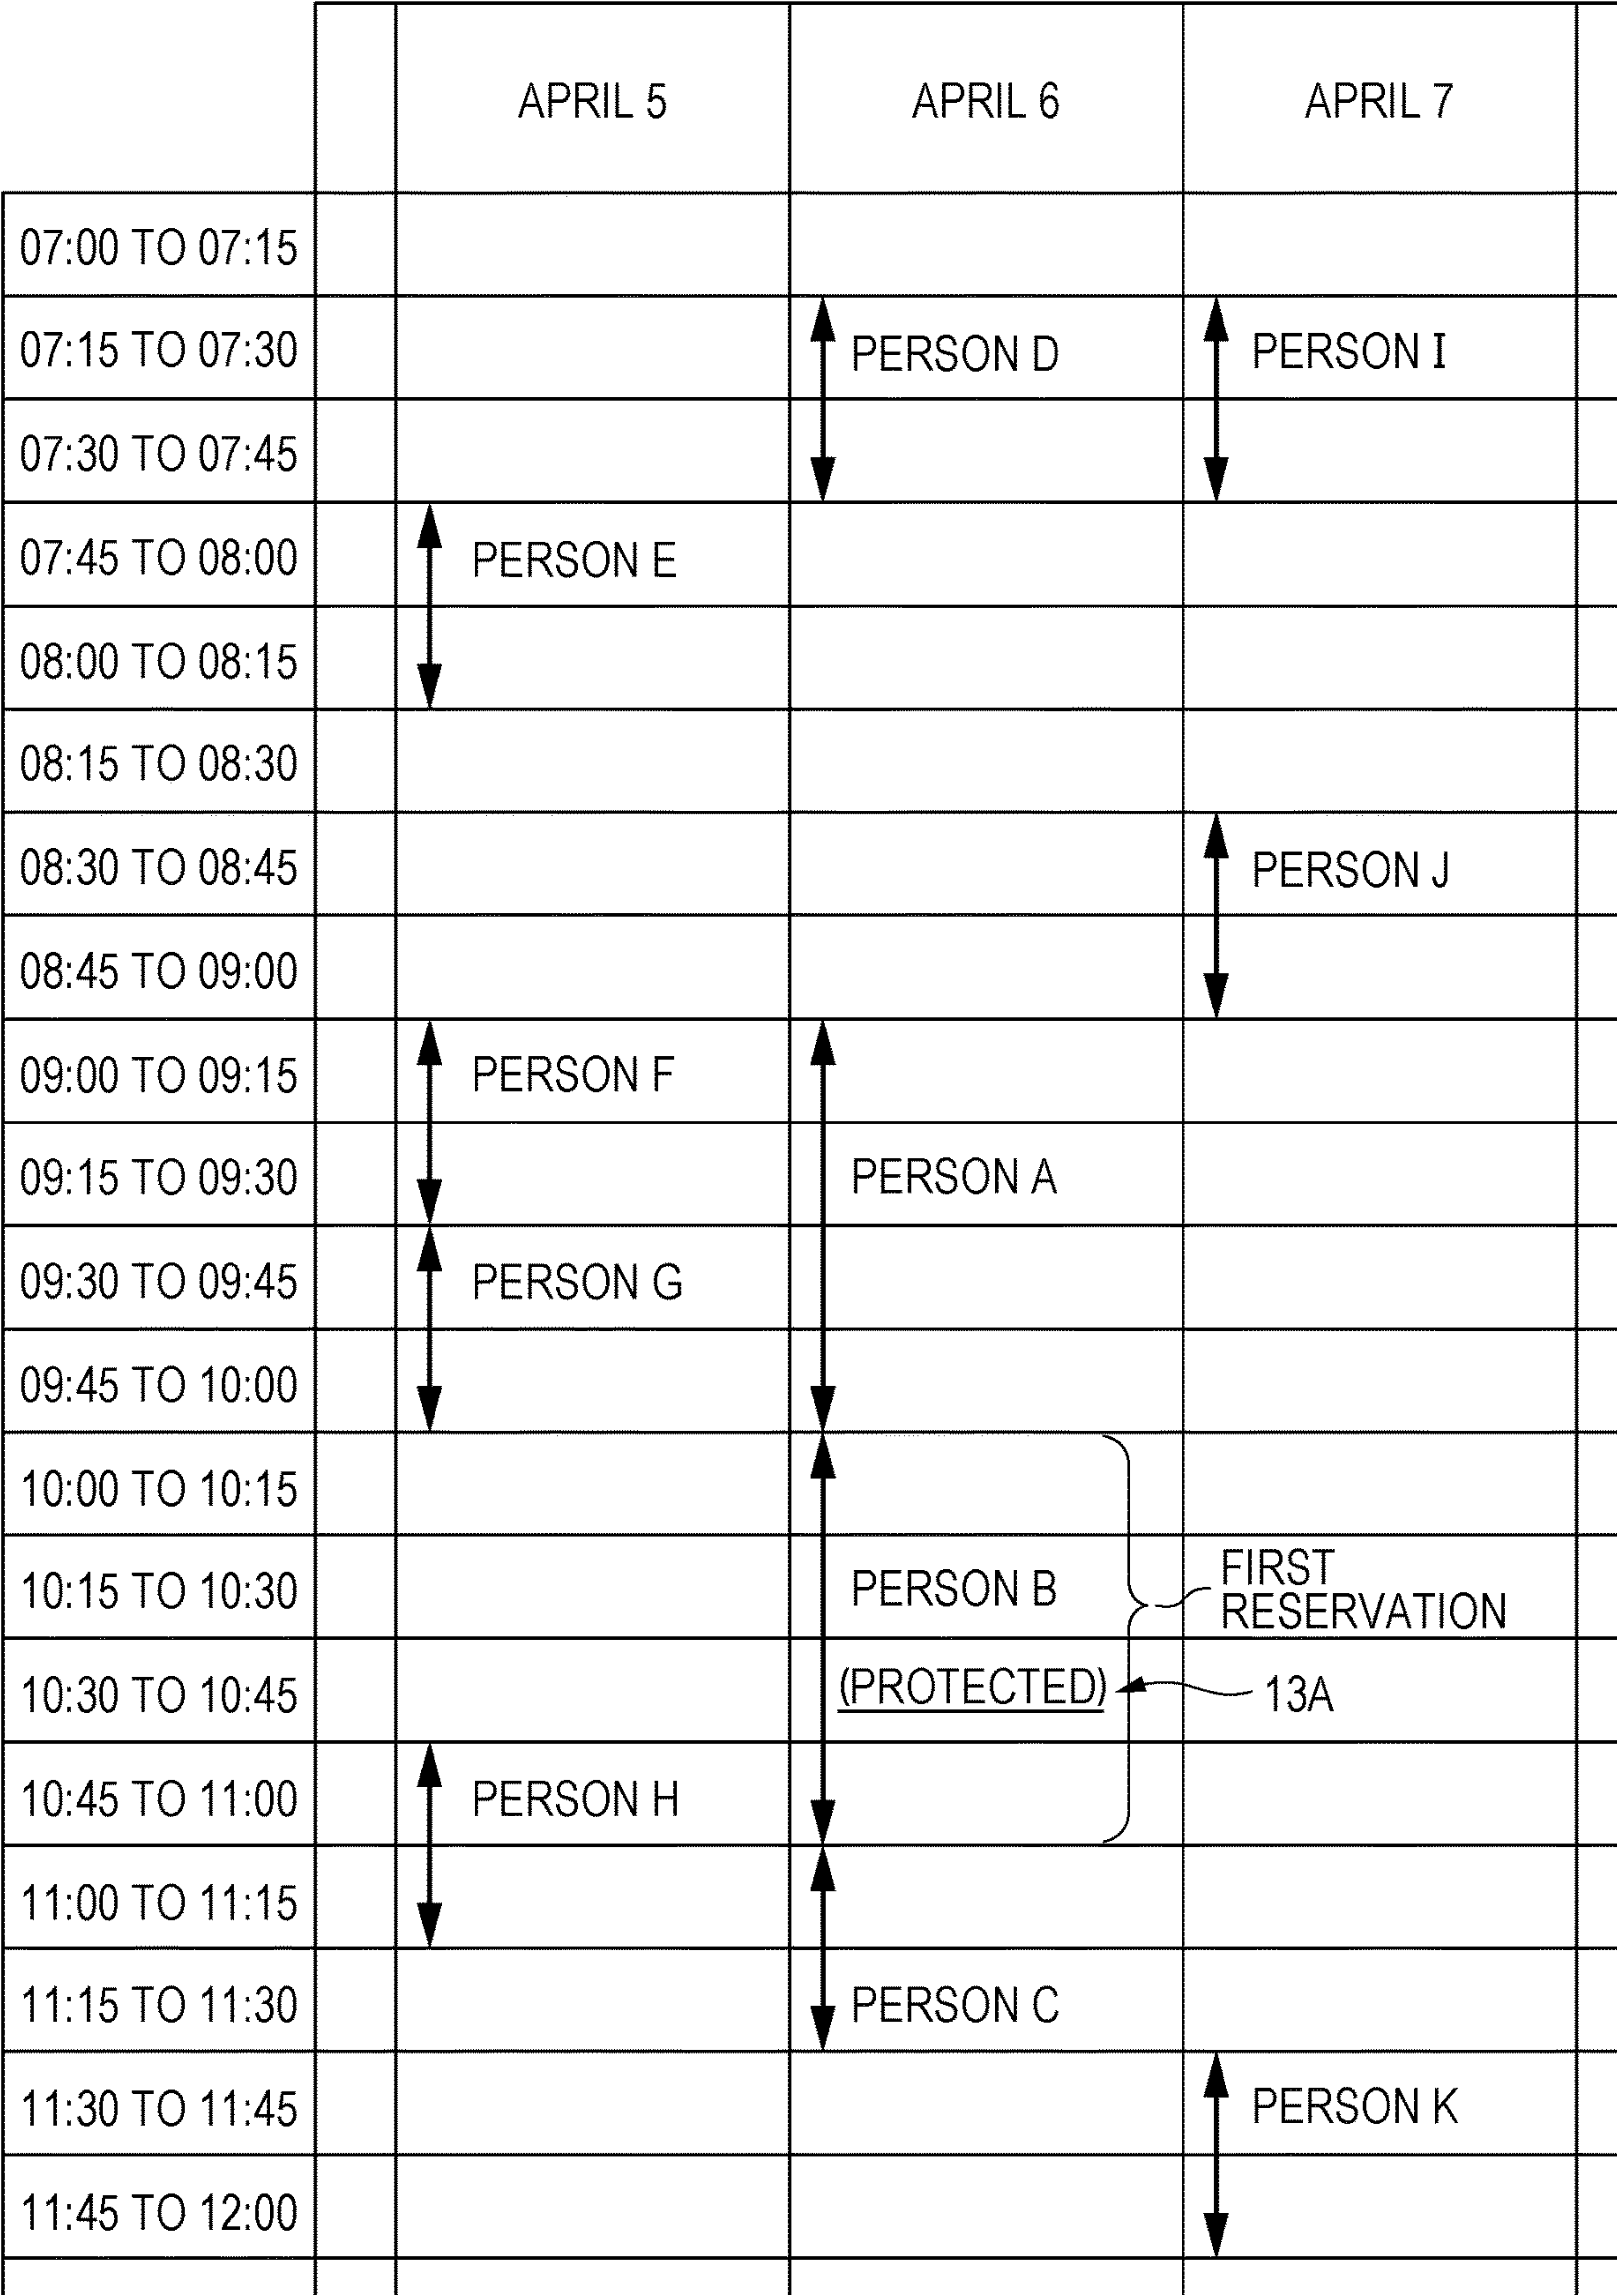 APRIL 5 APRIL 6 APRIL 7
07:00 TO 07:15
07:15 TO 07:30 PERSON D PERSON I
07:30 TO 07:45
07:45 TO 08:00 PERSON E
08:00 TO 08:15
08:15 TO 08:30
08:30 TO 08:45 PERSON J
08:45 TO 09:00
09:00 TO 09:15 PERSON F
09:15 TO 09:30 PERSON A
09:30 TO 09:45 PERSON G
09:45 TO 10:00
10:00 TO 10:15
10:15 TO 10:30 PERSON B FIRST
RESERVATION
10:30 TO 10:45 (PROTECTED) 13A
10:45 TO 11:00 PERSON H
11:00 TO 11:15
11:15 TO 11:30 PERSON C
11:30 TO 11:45 PERSON K
11:45 TO 12:00